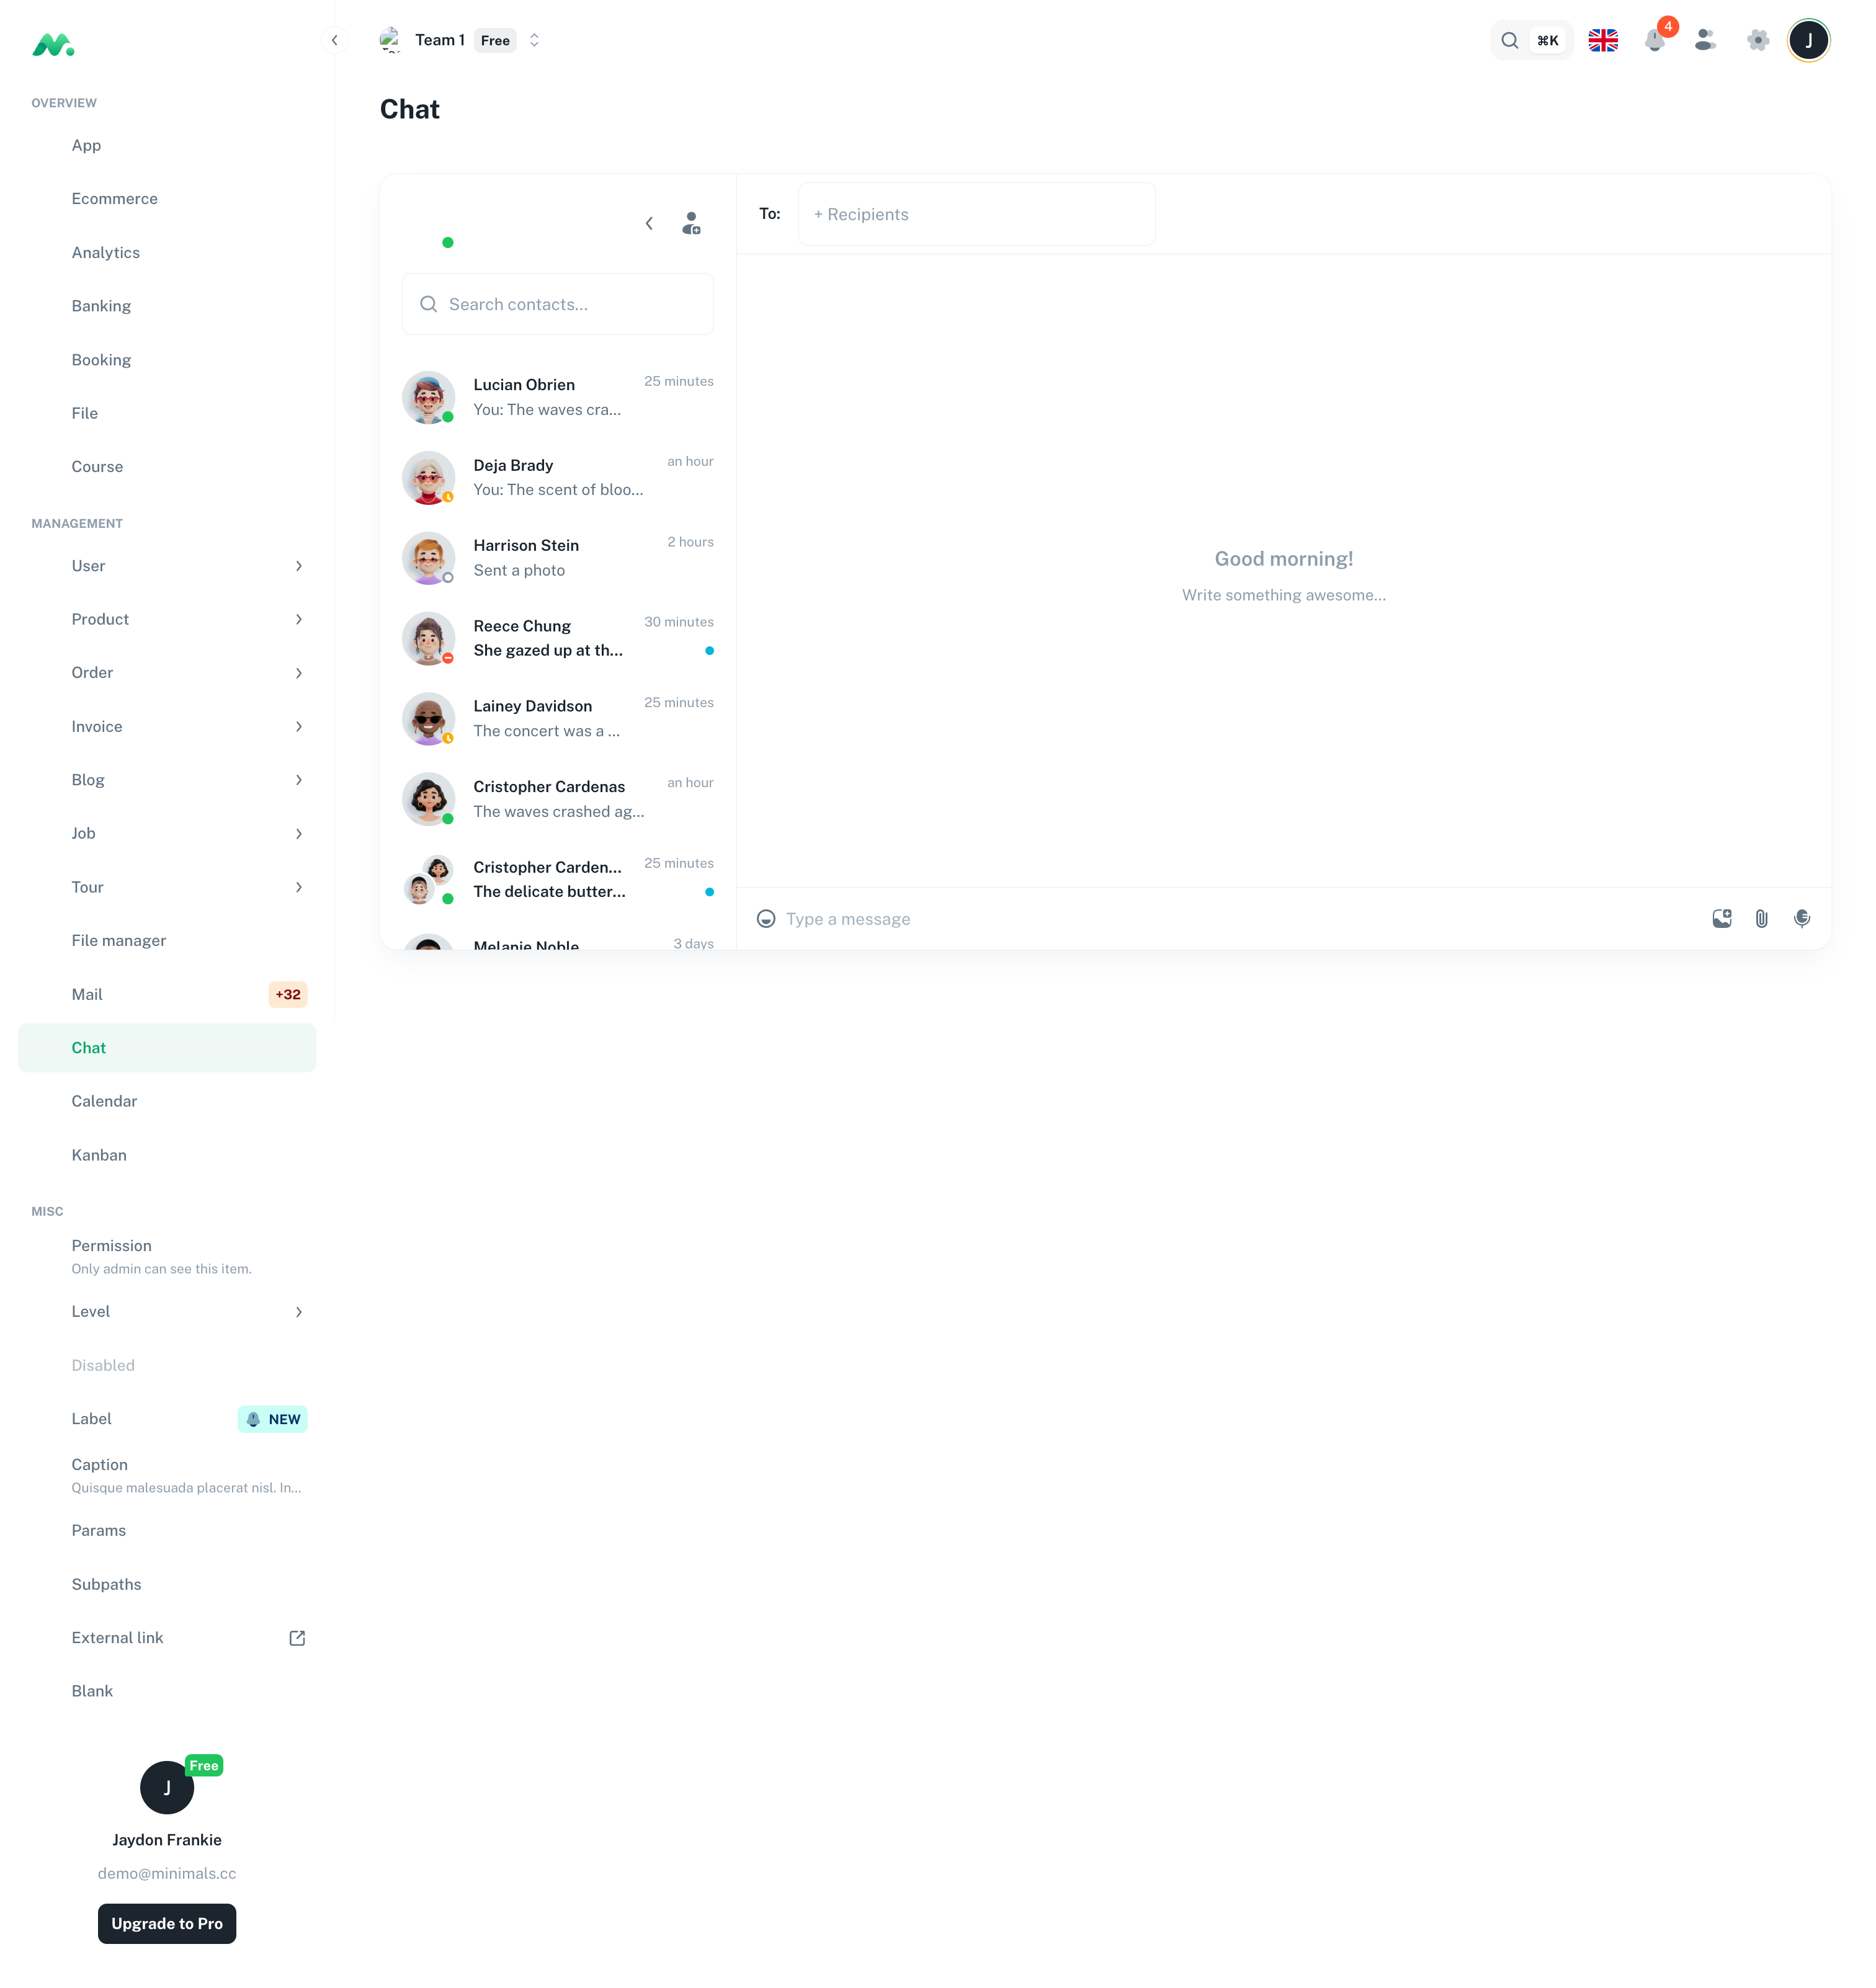 Team 1 Free
⌘K
4
J
OVERVIEW
App
Ecommerce
Analytics
Banking
Booking
File
Course
MANAGEMENT
User
Product
Order
Invoice
Blog
Job
Tour
File manager
Mail +32
Chat
Calendar
Kanban
MISC
Permission
Only admin can see this item.
Level
Disabled
Label NEW
Caption
Quisque malesuada placerat nisl. In...
Params
Subpaths
External link
Blank
J
Free
Jaydon Frankie
demo@minimals.cc
Upgrade to Pro
Chat
Search contacts...
Lucian Obrien 25 minutes
You: The waves cra...
Deja Brady an hour
You: The scent of bloo...
Harrison Stein 2 hours
Sent a photo
Reece Chung 30 minutes
She gazed up at th...
Lainey Davidson 25 minutes
The concert was a ...
Cristopher Cardenas an hour
The waves crashed ag...
Cristopher Carden... 25 minutes
The delicate butter...
Melanie Noble 3 days
To: + Recipients
Good morning!
Write something awesome...
Type a message